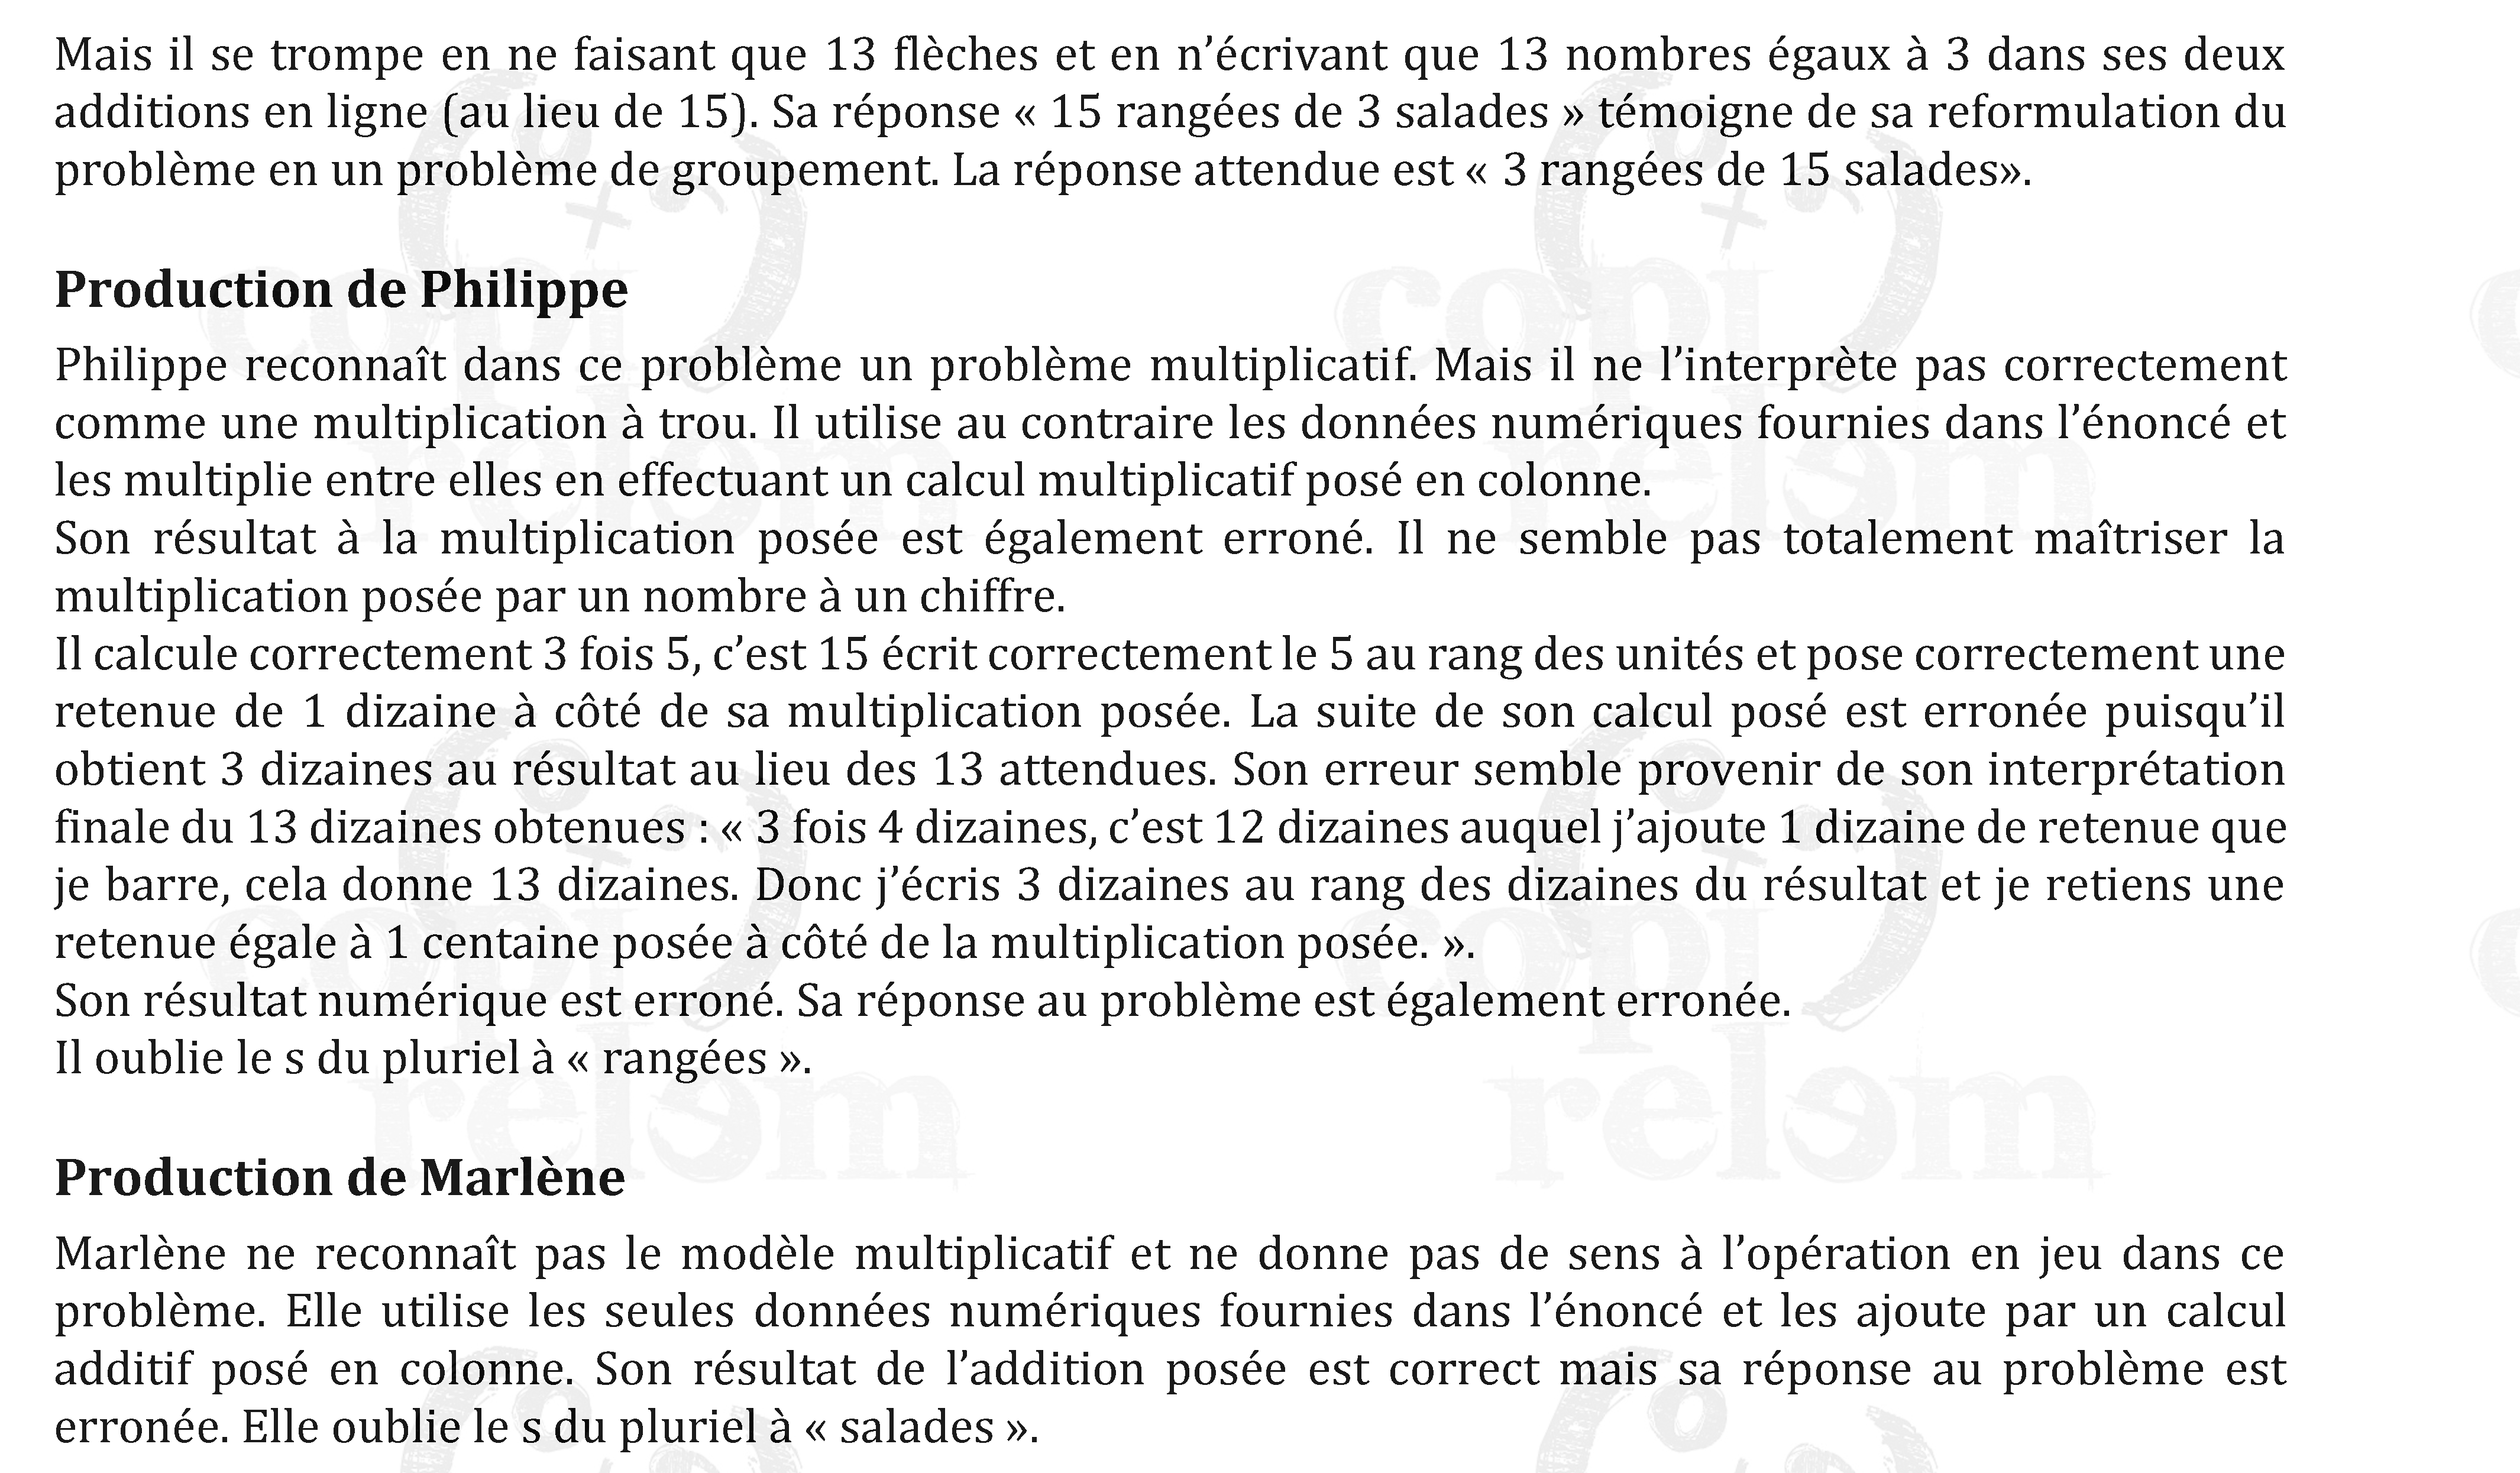 Mais il se trompe en ne faisant que 13 flèches et en n’écrivant que 13 nombres égaux à 3 dans ses deux
additions en ligne (au lieu de 15). Sa réponse « 15 rangées de 3 salades » témoigne de sa reformulation du
problème en un problème de groupement. La réponse attendue est « 3 rangées de 15 salades».
Production de Philippe
Philippe reconnaît dans ce problème un problème multiplicatif. Mais il ne l’interprète pas correctement
comme une multiplication à trou. Il utilise au contraire les données numériques fournies dans l’énoncé et
les multiplie entre elles en effectuant un calcul multiplicatif posé en colonne.
Son résultat à la multiplication posée est également erroné. Il ne semble pas totalement maîtriser la
multiplication posée par un nombre à un chiffre.
Il calcule correctement 3 fois 5, c’est 15 écrit correctement le 5 au rang des unités et pose correctement une
retenue de 1 dizaine à côté de sa multiplication posée. La suite de son calcul posé est erronée puisqu’il
obtient 3 dizaines au résultat au lieu des 13 attendues. Son erreur semble provenir de son interprétation
finale du 13 dizaines obtenues : « 3 fois 4 dizaines, c’est 12 dizaines auquel j’ajoute 1 dizaine de retenue que
je barre, cela donne 13 dizaines. Donc j’écris 3 dizaines au rang des dizaines du résultat et je retiens une
retenue égale à 1 centaine posée à côté de la multiplication posée. ».
Son résultat numérique est erroné. Sa réponse au problème est également erronée.
Il oublie le s du pluriel à « rangées ».
Production de Marlène
Marlène ne reconnaît pas le modèle multiplicatif et ne donne pas de sens à l’opération en jeu dans ce
problème. Elle utilise les seules données numériques fournies dans l’énoncé et les ajoute par un calcul
additif posé en colonne. Son résultat de l’addition posée est correct mais sa réponse au problème est
erronée. Elle oublie le s du pluriel à « salades ».
copi
relem
copi
relem
copi
relem
copi
relem